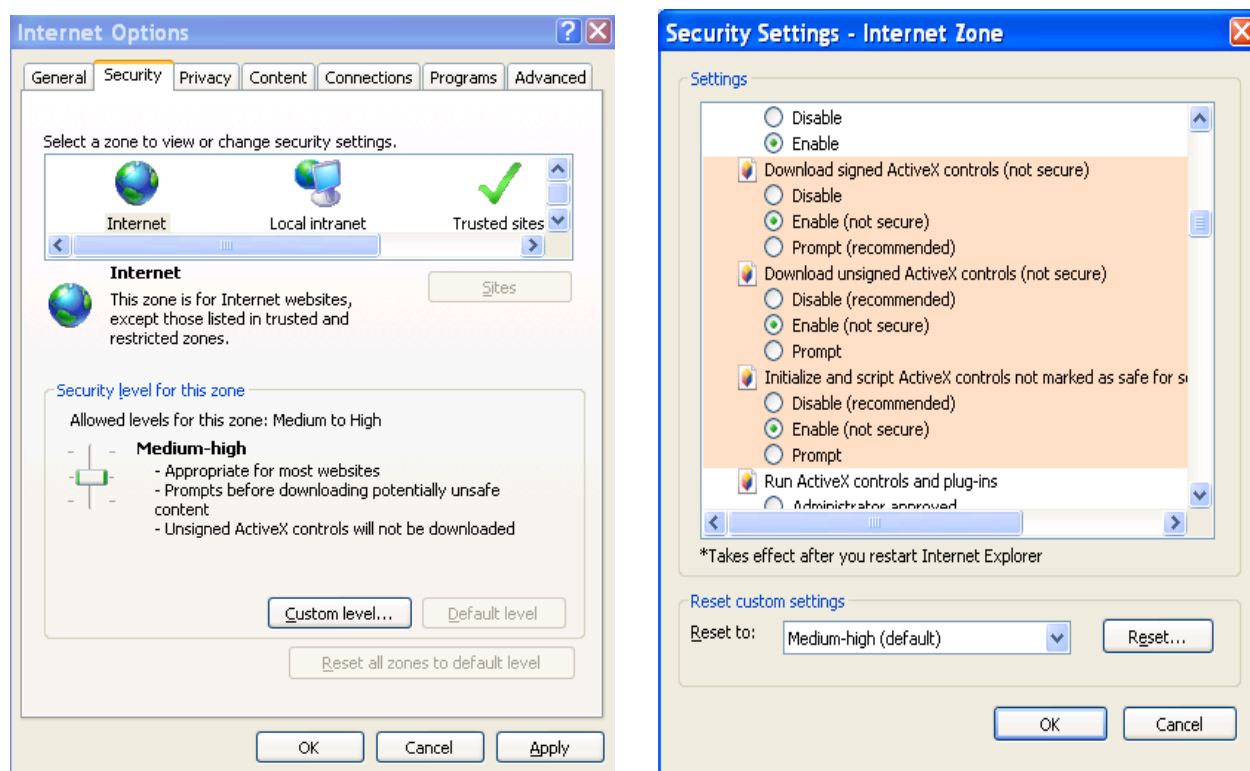 Internet Options
General Security Privacy Content Connections Programs Advanced
Select a zone to view or change security settings.
Internet Local intranet Trusted sites
Internet
This zone is for Internet websites,
except those listed in trusted and
restricted zones.
Sites
Security level for this zone
Allowed levels for this zone: Medium to High
Medium-high
- Appropriate for most websites
- Prompts before downloading potentially unsafe
content
- Unsigned ActiveX controls will not be downloaded
Custom level... Default level
Reset all zones to default level
OK Cancel Apply
Security Settings - Internet Zone
Settings
Disable
Enable
Download signed ActiveX controls (not secure)
Disable
Enable (not secure)
Prompt (recommended)
Download unsigned ActiveX controls (not secure)
Disable (recommended)
Enable (not secure)
Prompt
Initialize and script ActiveX controls not marked as safe for
Disable (recommended)
Enable (not secure)
Prompt
Run ActiveX controls and plug-ins
Administrator approved
*Takes effect after you restart Internet Explorer
Reset custom settings
Reset to: Medium-high (default) Reset...
OK Cancel